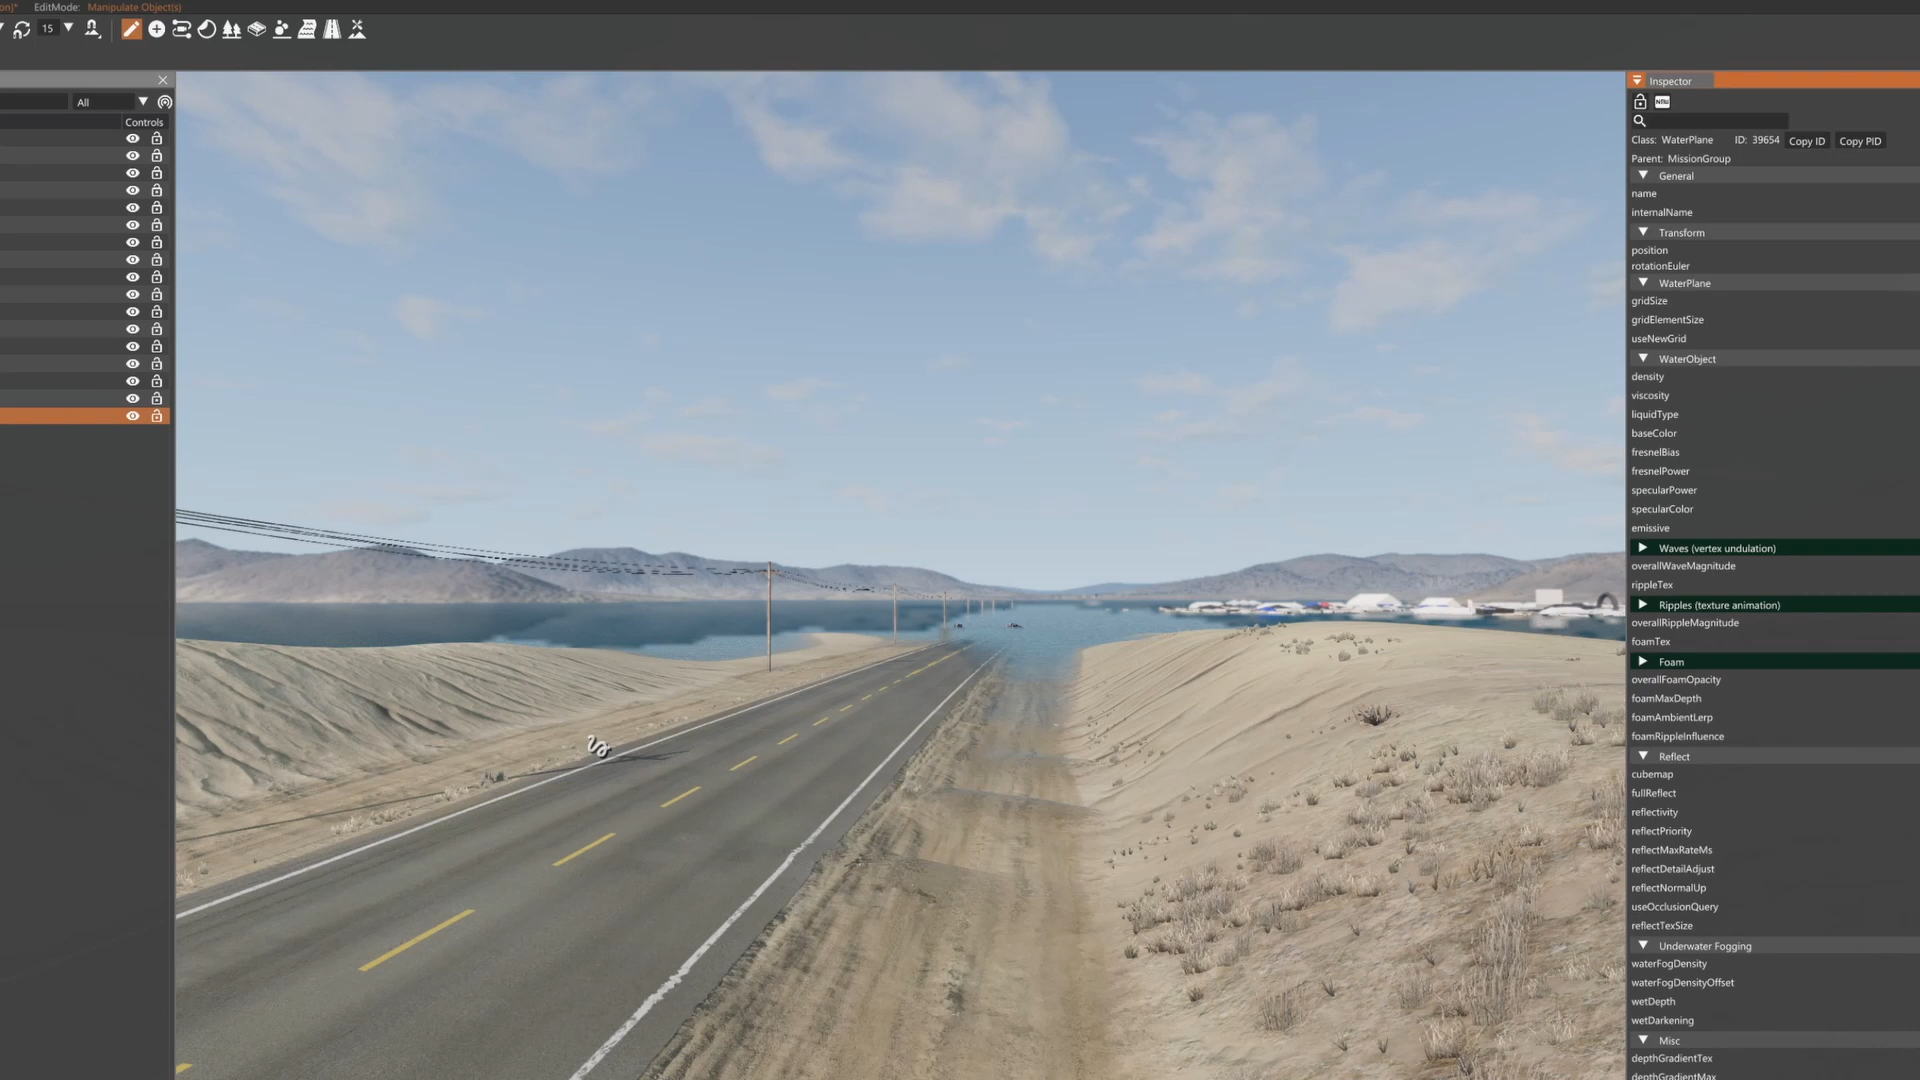 on)* EditMode: Manipulate Object(s)
15
All
Controls
Inspector
Class: WaterPlane ID: 39654 Copy ID Copy PID
Parent: MissionGroup
General
name
internalName
Transform
position
rotationEuler
WaterPlane
gridSize
gridElementSize
useNewGrid
WaterObject
density
viscosity
liquidType
baseColor
fresnelBias
fresnelPower
specularPower
specularColor
emissive
Waves (vertex undulation)
overallWaveMagnitude
rippleTex
Ripples (texture animation)
overallRippleMagnitude
foamTex
Foam
overallFoamOpacity
foamMaxDepth
foamAmbientLerp
foamRippleInfluence
Reflect
cubemap
fullReflect
reflectivity
reflectPriority
reflectMaxRateMs
reflectDetailAdjust
reflectNormalUp
useOcclusionQuery
reflectTexSize
Underwater Fogging
waterFogDensity
waterFogDensityOffset
wetDepth
wetDarkening
Misc
depthGradientTex
depthGradientMax